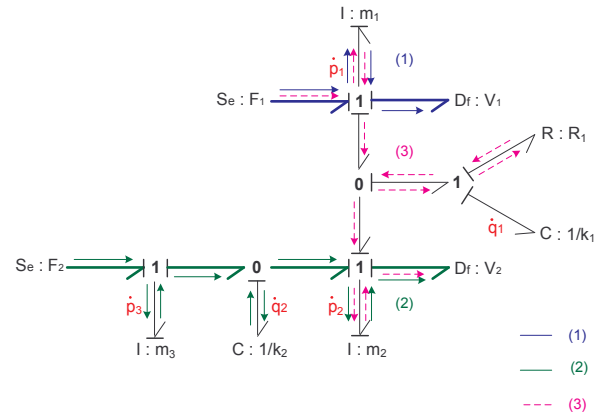 I : m₁
ṗ₁
(1)
Se : F₁
1
Df : V₁
(3)
R : R₁
0
1
q̇₁
C : 1/k₁
Se : F₂
1
0
1
Df : V₂
ṗ₃
q̇₂
ṗ₂
(2)
I : m₃
C : 1/k₂
I : m₂
(1)
(2)
(3)